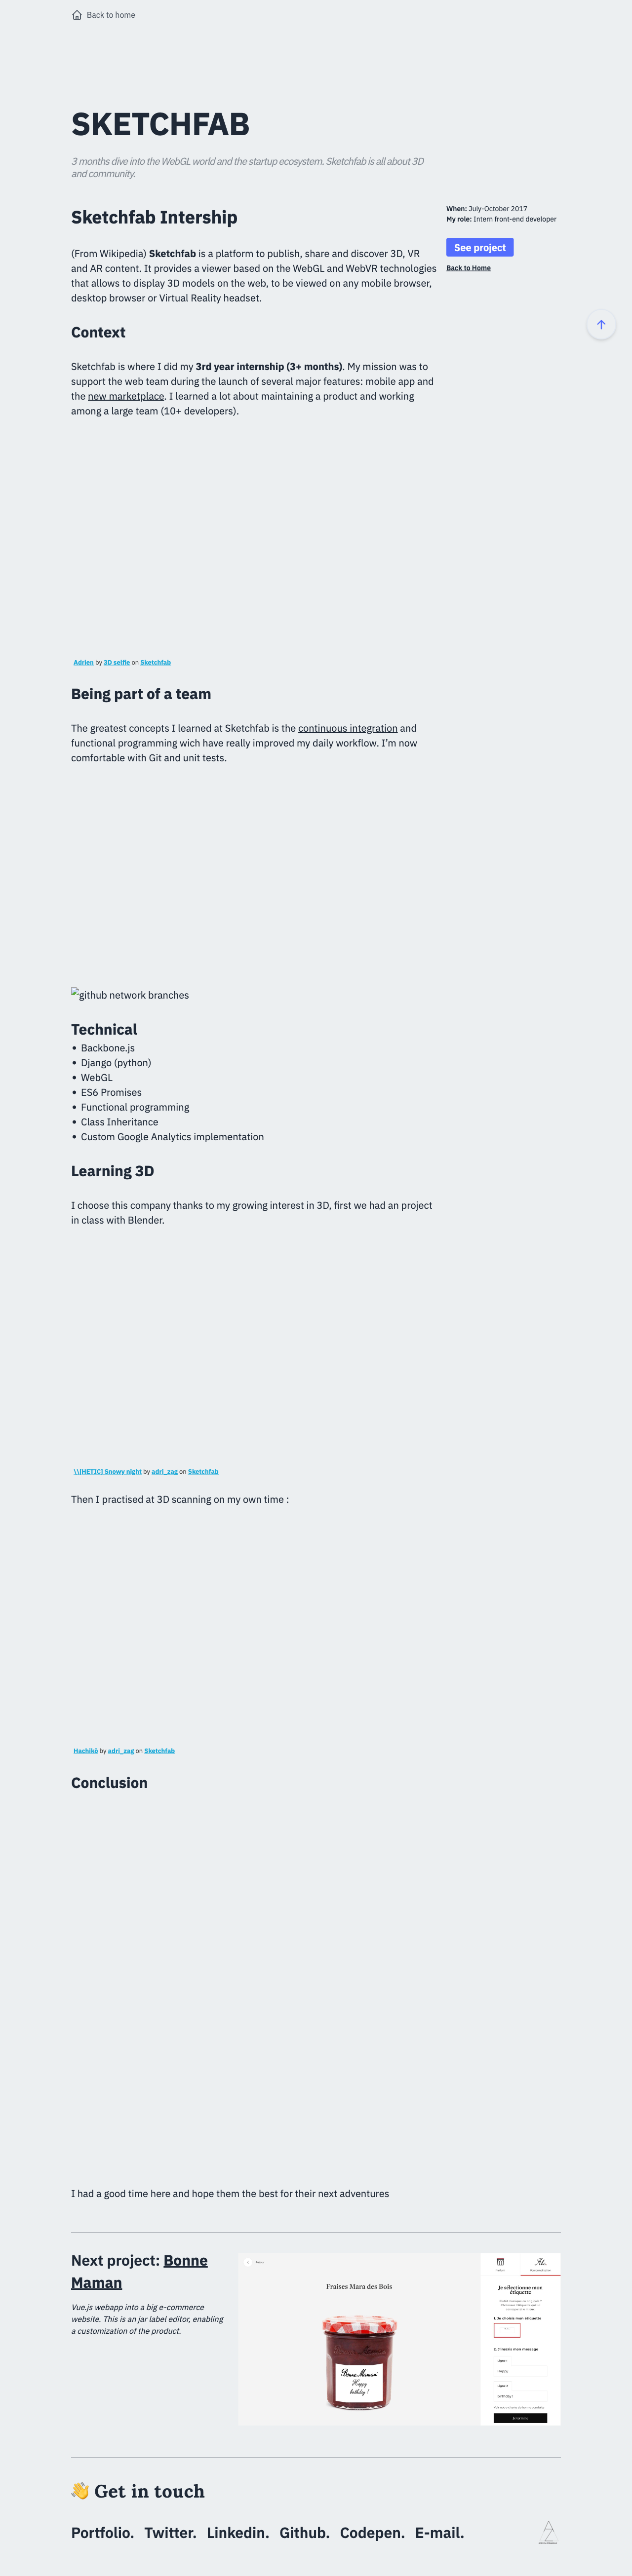 Back to home
SKETCHFAB
3 months dive into the WebGL world and the startup ecosystem. Sketchfab is all about 3D
and community.
Sketchfab Intership
(From Wikipedia) Sketchfab is a platform to publish, share and discover 3D, VR
and AR content. It provides a viewer based on the WebGL and WebVR technologies
that allows to display 3D models on the web, to be viewed on any mobile browser,
desktop browser or Virtual Reality headset.
When: July-October 2017
My role: Intern front-end developer
See project
Back to Home
Context
Sketchfab is where I did my 3rd year internship (3+ months). My mission was to
support the web team during the launch of several major features: mobile app and
the new marketplace. I learned a lot about maintaining a product and working
among a large team (10+ developers).
Adrien by 3D selfie on Sketchfab
Being part of a team
The greatest concepts I learned at Sketchfab is the continuous integration and
functional programming wich have really improved my daily workflow. I'm now
comfortable with Git and unit tests.
github network branches
Technical
• Backbone.js
• Django (python)
• WebGL
• ES6 Promises
• Functional programming
• Class Inheritance
• Custom Google Analytics implementation
Learning 3D
I choose this company thanks to my growing interest in 3D, first we had an project
in class with Blender.
\\[HETIC] Snowy night by adri_zag on Sketchfab
Then I practised at 3D scanning on my own time :
Hachikō by adri_zag on Sketchfab
Conclusion
I had a good time here and hope them the best for their next adventures
Next project: Bonne
Maman
Vue.js webapp into a big e-commerce
website. This is an jar label editor, enabling
a customization of the product.
Retour
Fraises Mara des Bois
Bonne Maman
Happy
birthday !
Je sélectionne mon
étiquette
1. Je choisis mon étiquette
2. J'inscris mon message
Ligne 1
Happy
Ligne 2
Birthday !
👋 Get in touch
Portfolio. Twitter. Linkedin. Github. Codepen. E-mail.